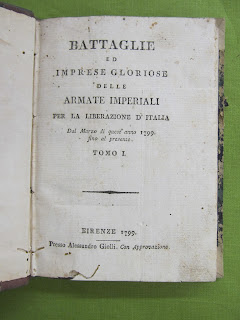 BATTAGLIE
ED
IMPRESE GLORIOSE
DELLE
ARMATE IMPERIALI
PER LA LIBERAZIONE D'ITALIA
Dal Marzo di quest'anno 1799.
fino al presente.
TOMO I.
FIRENZE 1799.
Presso Alessandro Giolli. Con Approvazione.